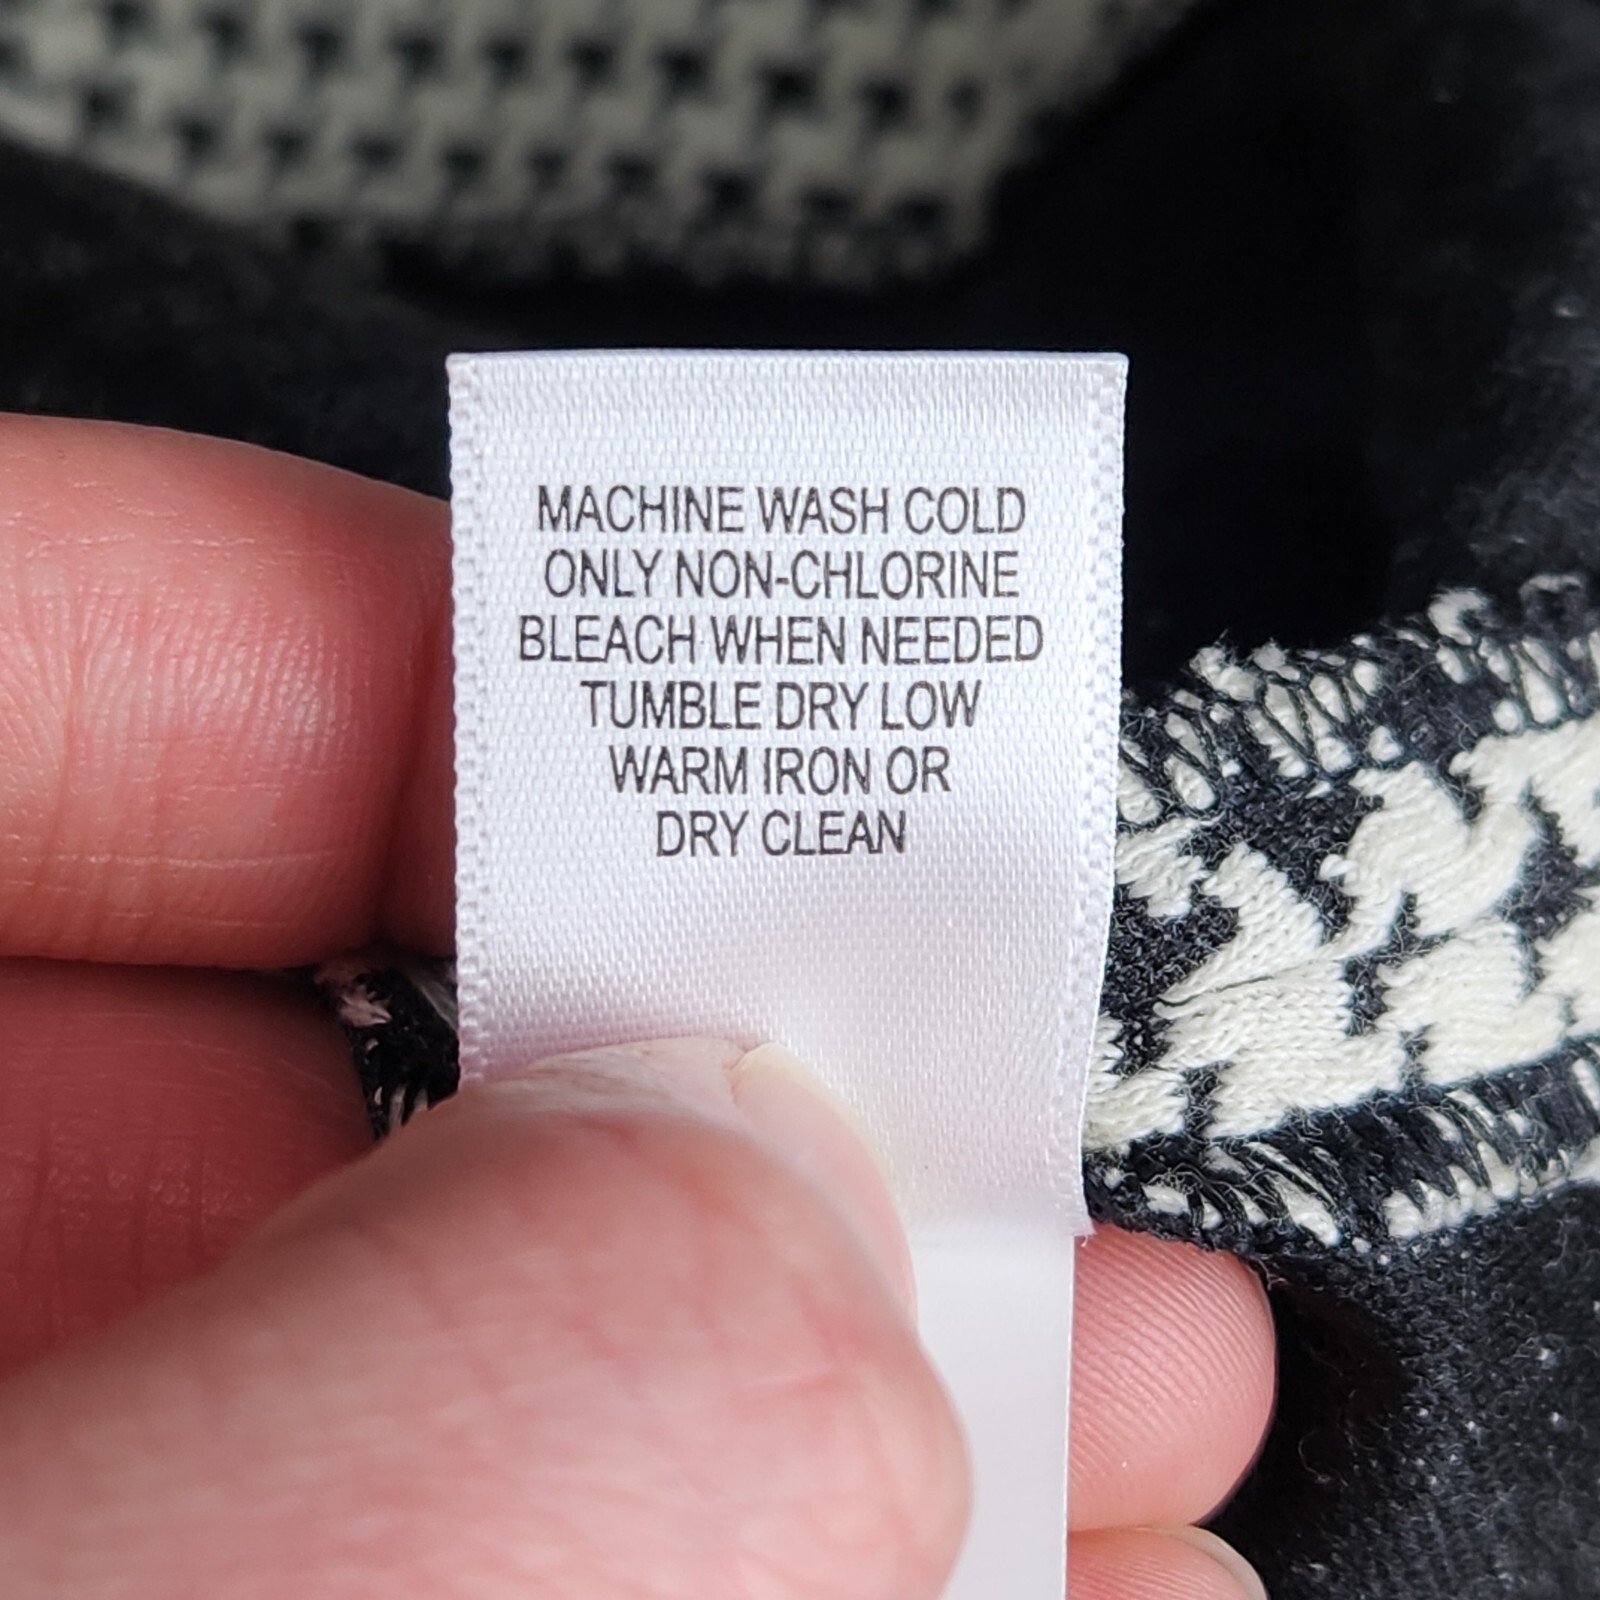 MACHINE WASH COLD
ONLY NON-CHLORINE
BLEACH WHEN NEEDED
TUMBLE DRY LOW
WARM IRON OR
DRY CLEAN